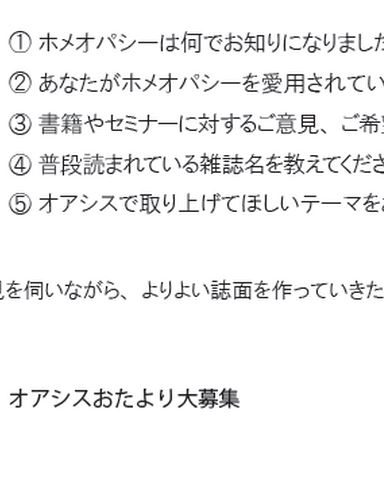 ① ホメオパシーは何でお知りになりまし
② あなたがホメオパシーを愛用されてい
③ 書籍やセミナーに対するご意見、ご希
④ 普段読まれている雑誌名を教えてくださ
⑤ オアシスで取り上げてほしいテーマを
を伺いながら、よりよい誌面を作っていきた
オアシスおたより大募集